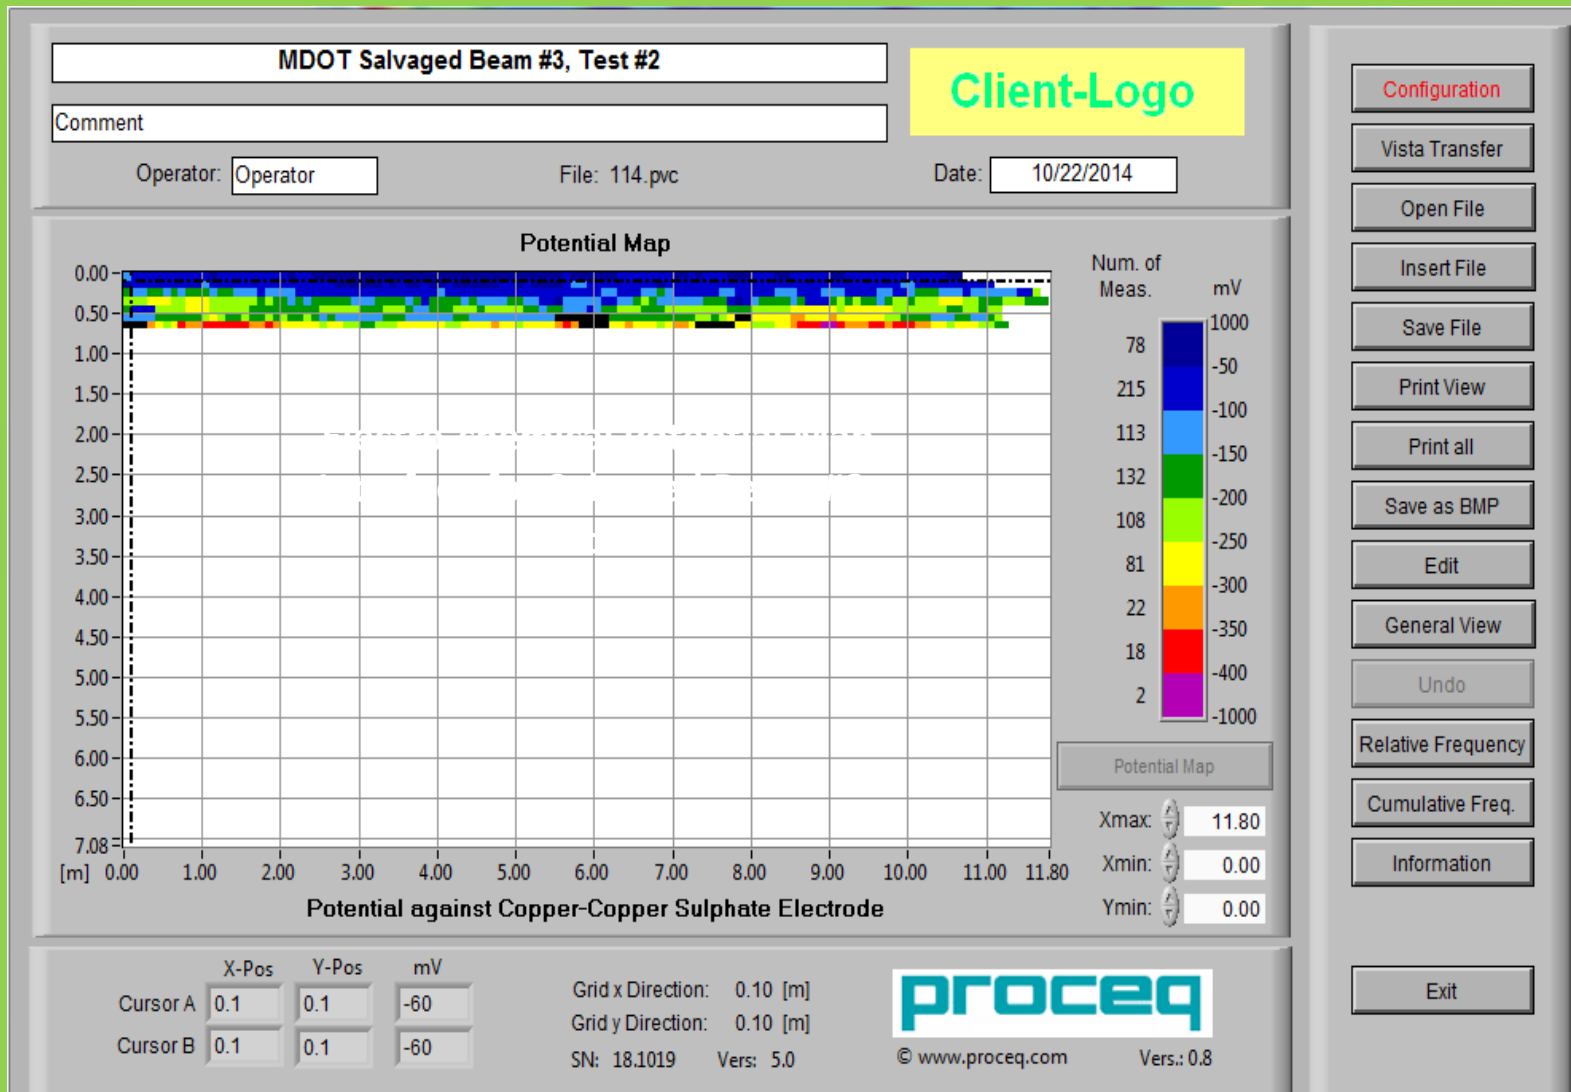 MDOT Salvaged Beam #3, Test #2
Client-Logo
Comment
Operator: Operator File: 114.pvc Date: 10/22/2014
Configuration
Vista Transfer
Open File
Insert File
Save File
Print View
Print all
Save as BMP
Edit
General View
Undo
Relative Frequency
Cumulative Freq.
Information
Exit
Potential Map
0.00
0.50
1.00
1.50
2.00
2.50
3.00
3.50
4.00
4.50
5.00
5.50
6.00
6.50
7.08
[m] 0.00 1.00 2.00 3.00 4.00 5.00 6.00 7.00 8.00 9.00 10.00 11.00 11.80
Potential against Copper-Copper Sulphate Electrode
Num. of
Meas. mV
1000
78
-50
215
-100
113
-150
132
-200
108
-250
81
-300
22
-350
18
-400
2
-1000
Potential Map
Xmax: 11.80
Xmin: 0.00
Ymin: 0.00
X-Pos Y-Pos mV
Cursor A 0.1 0.1 -60
Cursor B 0.1 0.1 -60
Grid x Direction: 0.10 [m]
Grid y Direction: 0.10 [m]
SN: 18.1019 Vers: 5.0
proceq
© www.proceq.com Vers.: 0.8